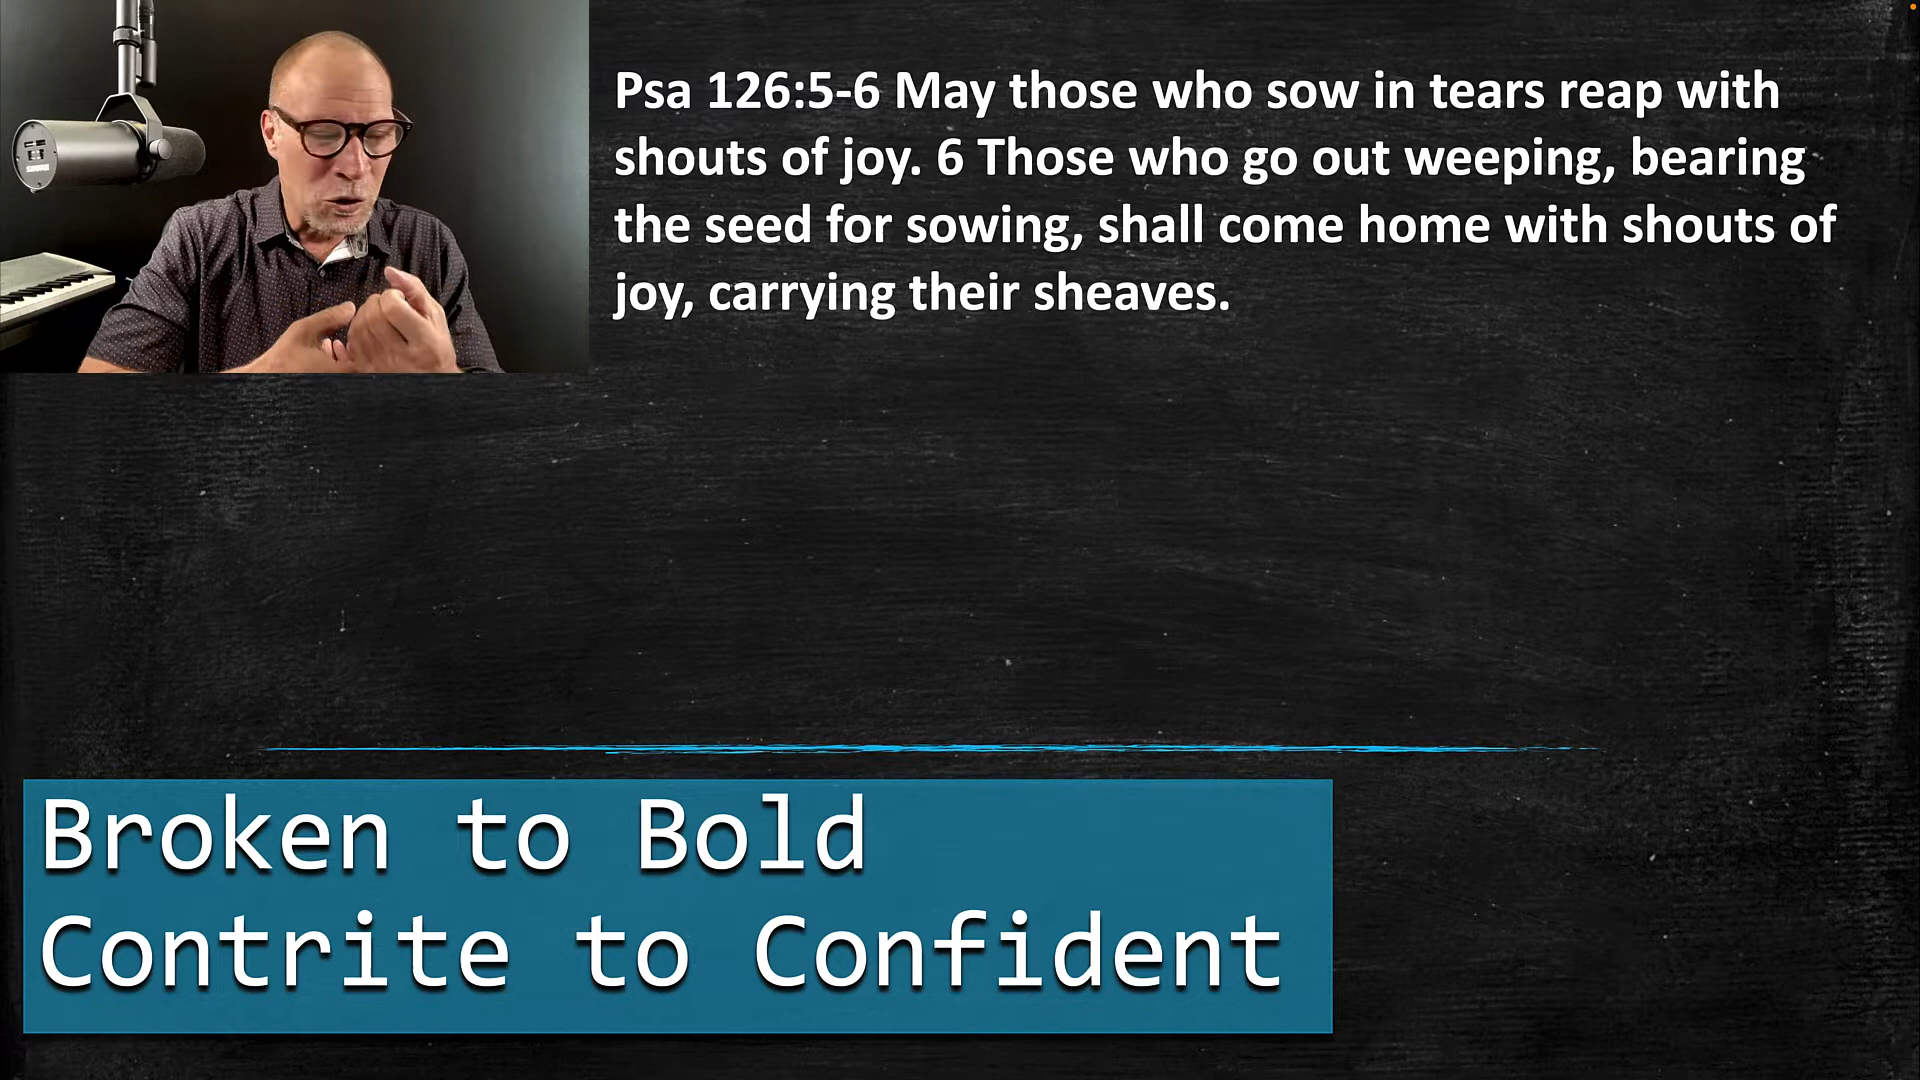 Psa 126:5-6 May those who sow in tears reap with
shouts of joy. 6 Those who go out weeping, bearing
the seed for sowing, shall come home with shouts of
joy, carrying their sheaves.
SHURE
Broken to Bold
Contrite to Confident